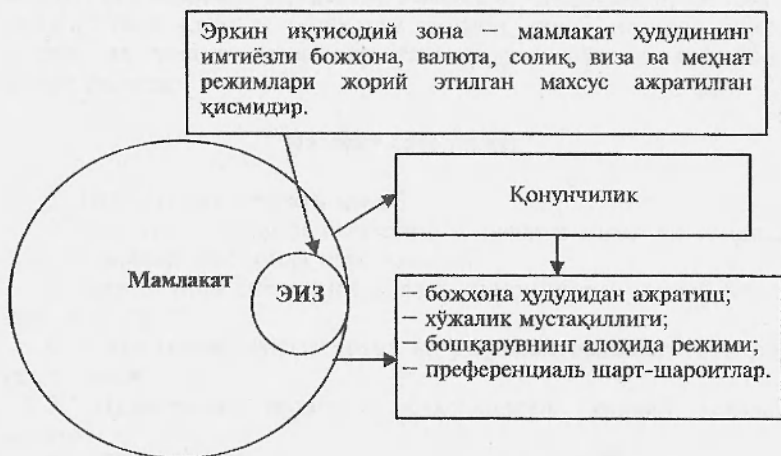 Эркин иқтисодий зона – мамлакат ҳудудининг
имтиёзли божхона, валюта, солиқ, виза ва меҳнат
режимлари жорий этилган махсус ажратилган
қисмидир.
Қонунчилик
Мамлакат
ЭИЗ
– божхона ҳудудидан ажратиш;
– хўжалик мустақиллиги;
– бошқарувнинг алоҳида режими;
– преференциаль шарт-шароитлар.